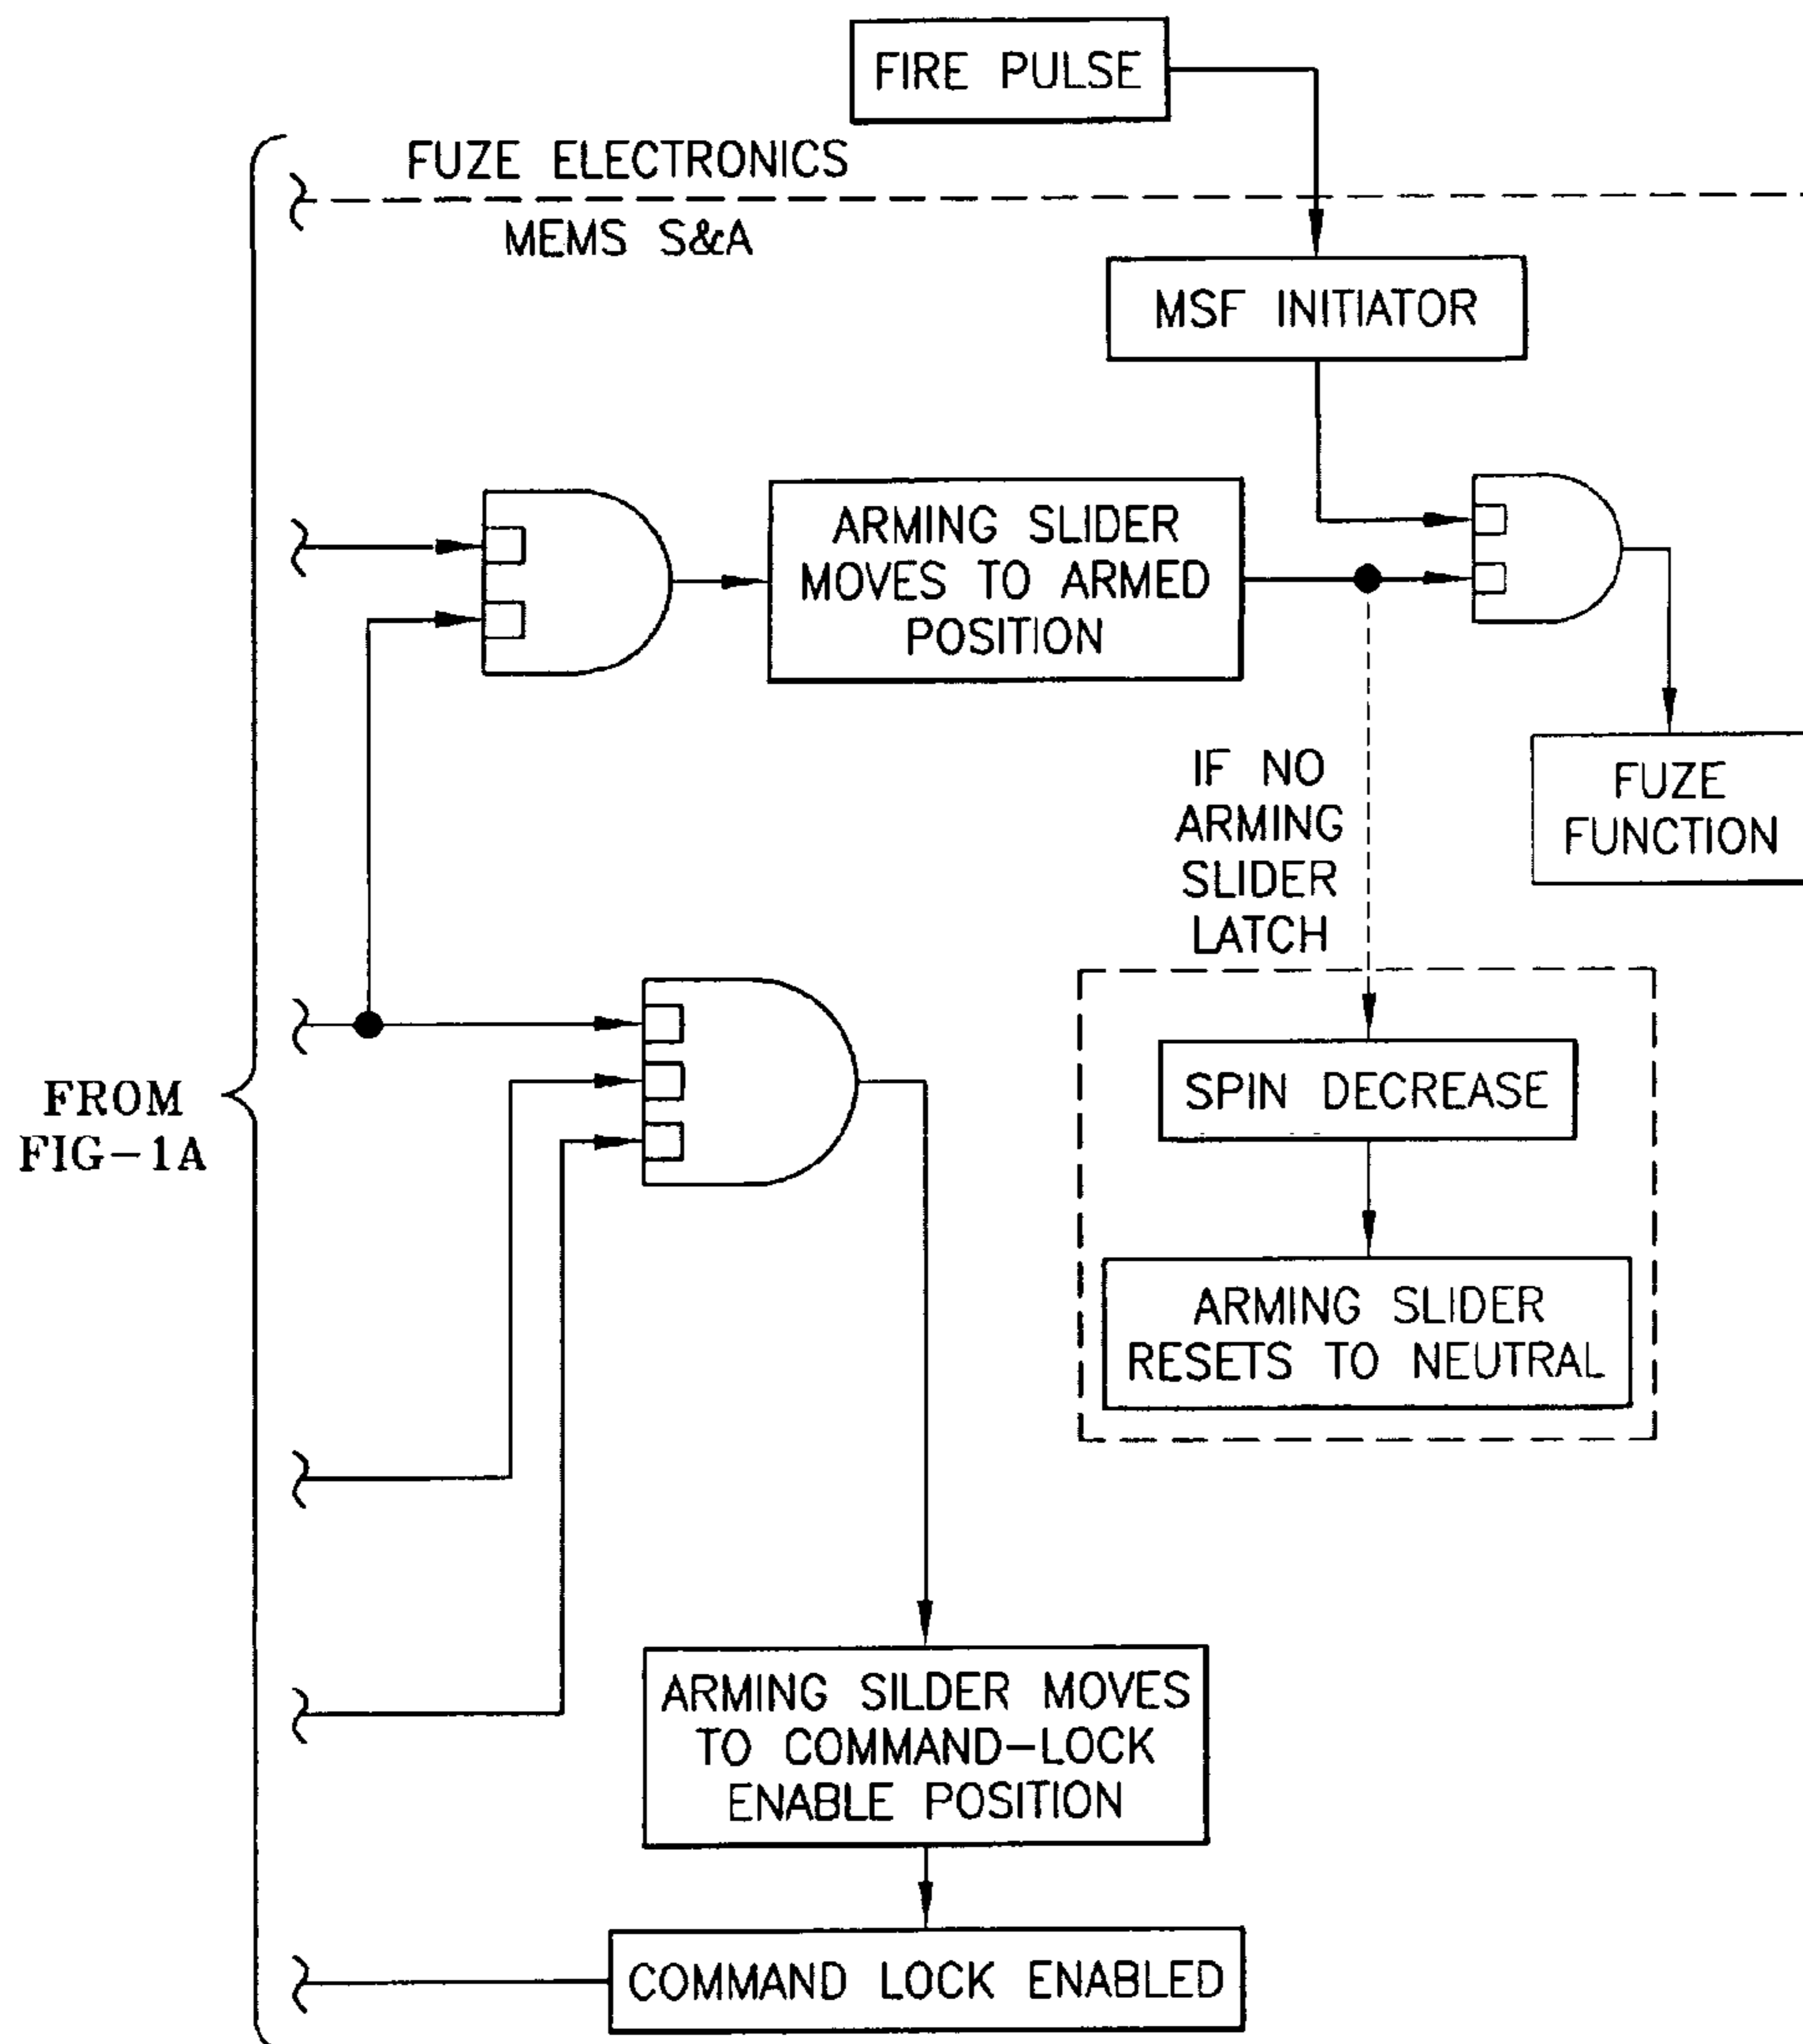 FIRE PULSE
FUZE ELECTRONICS
MEMS S&A
MSF INITIATOR
ARMING SLIDER
MOVES TO ARMED
POSITION
IF NO
ARMING
SLIDER
LATCH
FUZE
FUNCTION
FROM
FIG-1A
SPIN DECREASE
ARMING SLIDER
RESETS TO NEUTRAL
ARMING SILDER MOVES
TO COMMAND-LOCK
ENABLE POSITION
COMMAND LOCK ENABLED